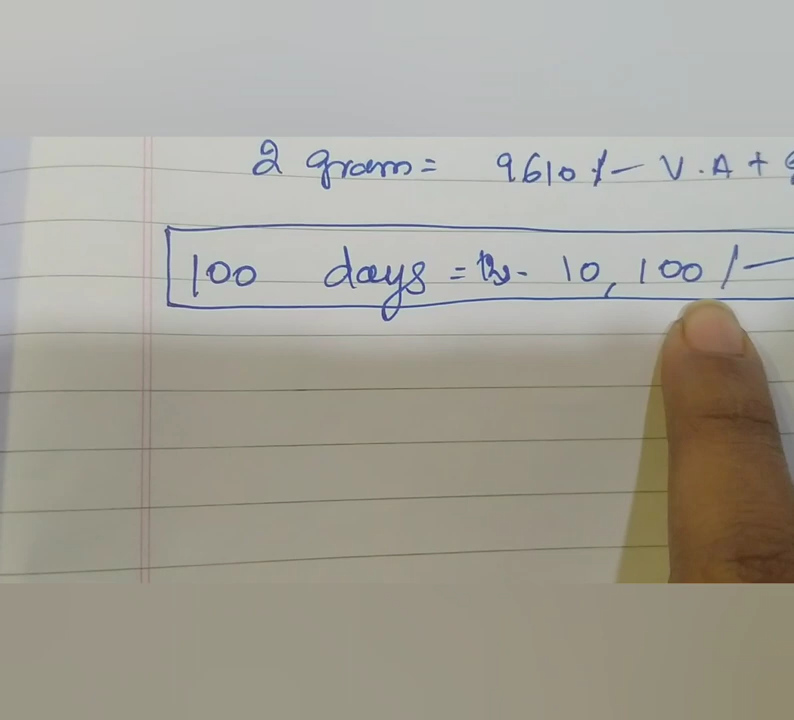 2 gram = 9610/- V.A +
100 days = Rs- 10,100/-